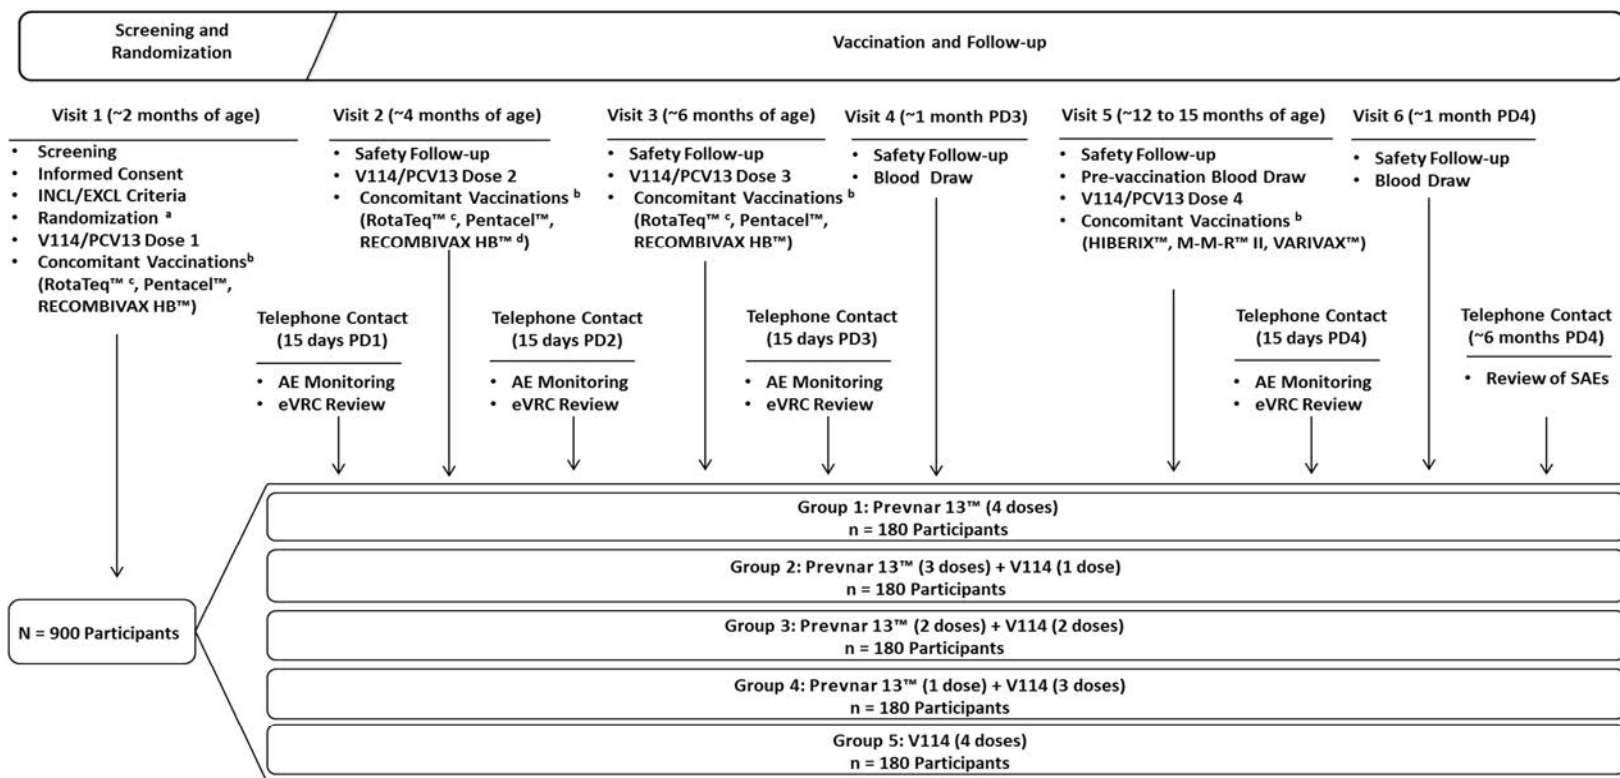 Screening and
Randomization
Vaccination and Follow-up
Visit 1 (~2 months of age)
• Screening
• Informed Consent
• INCL/EXCL Criteria
• Randomization a
• V114/PCV13 Dose 1
• Concomitant Vaccinations b
(RotaTeq™ c, Pentacel™,
RECOMBIVAX HB™)
Visit 2 (~4 months of age)
• Safety Follow-up
• V114/PCV13 Dose 2
• Concomitant Vaccinations b
(RotaTeq™ c, Pentacel™,
RECOMBIVAX HB™ d)
Visit 3 (~6 months of age)
• Safety Follow-up
• V114/PCV13 Dose 3
• Concomitant Vaccinations b
(RotaTeq™ c, Pentacel™,
RECOMBIVAX HB™)
Visit 4 (~1 month PD3)
• Safety Follow-up
• Blood Draw
Visit 5 (~12 to 15 months of age)
• Safety Follow-up
• Pre-vaccination Blood Draw
• V114/PCV13 Dose 4
• Concomitant Vaccinations b
(HIBERIX™, M-M-R™ II, VARIVAX™)
Visit 6 (~1 month PD4)
• Safety Follow-up
• Blood Draw
Telephone Contact
(15 days PD1)
• AE Monitoring
• eVRC Review
Telephone Contact
(15 days PD2)
• AE Monitoring
• eVRC Review
Telephone Contact
(15 days PD3)
• AE Monitoring
• eVRC Review
Telephone Contact
(15 days PD4)
• AE Monitoring
• eVRC Review
Telephone Contact
(~6 months PD4)
• Review of SAEs
N = 900 Participants
Group 1: Prevnar 13™ (4 doses)
n = 180 Participants
Group 2: Prevnar 13™ (3 doses) + V114 (1 dose)
n = 180 Participants
Group 3: Prevnar 13™ (2 doses) + V114 (2 doses)
n = 180 Participants
Group 4: Prevnar 13™ (1 dose) + V114 (3 doses)
n = 180 Participants
Group 5: V114 (4 doses)
n = 180 Participants